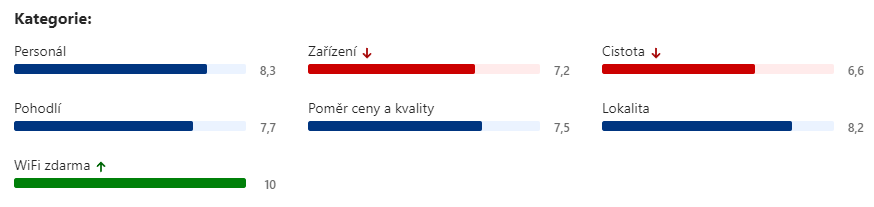 Kategorie:
Personál
8,3
Zařízení
7,2
Cistota
6,6
Pohodlí
7,7
Poměr ceny a kvality
7,5
Lokalita
8,2
WiFi zdarma
10